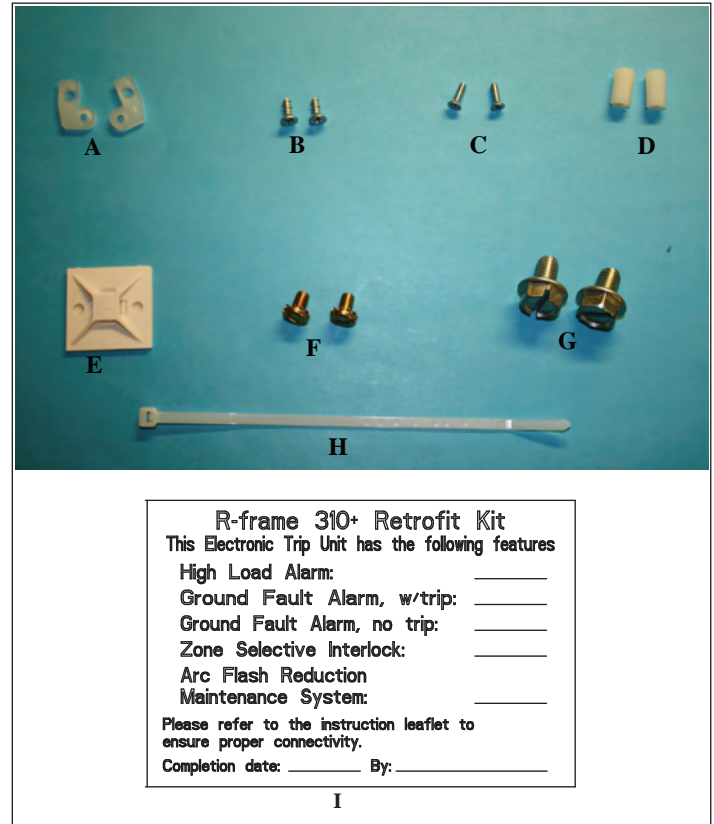 A
B
C
D
E
F
G
H
R-frame 310+ Retrofit Kit
This Electronic Trip Unit has the following features
High Load Alarm:
Ground Fault Alarm, w/trip:
Ground Fault Alarm, no trip:
Zone Selective Interlock:
Arc Flash Reduction
Maintenance System:
Please refer to the instruction leaflet to
ensure proper connectivity.
Completion date: ________ By: ________________
I